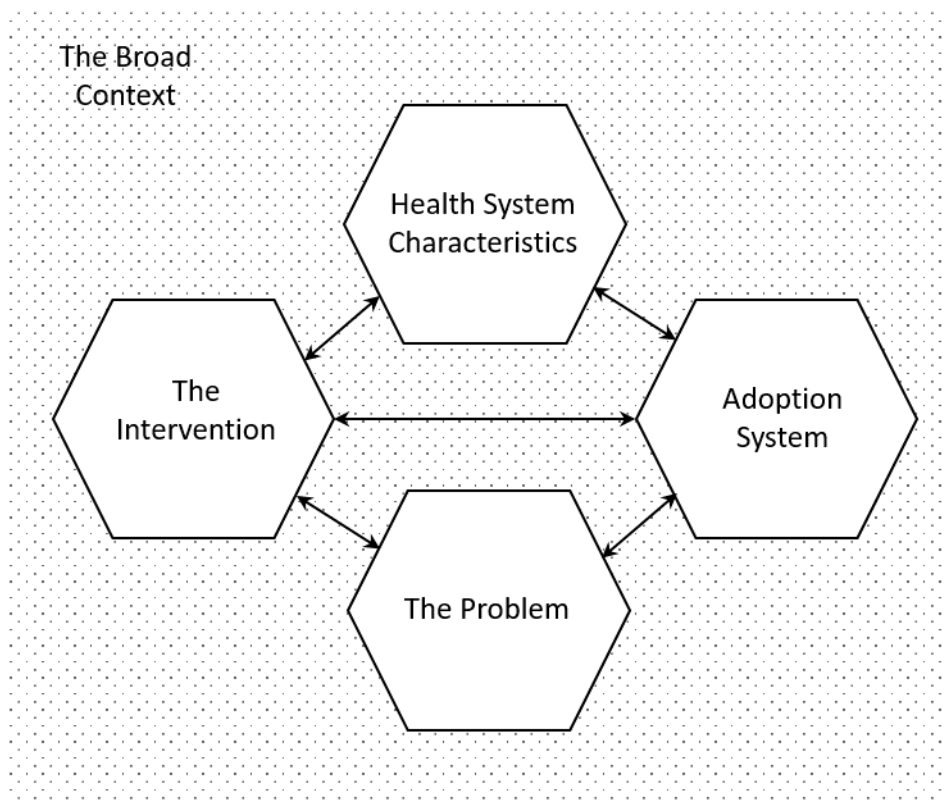 The Broad
Context
Health System
Characteristics
The
Intervention
Adoption
System
The Problem